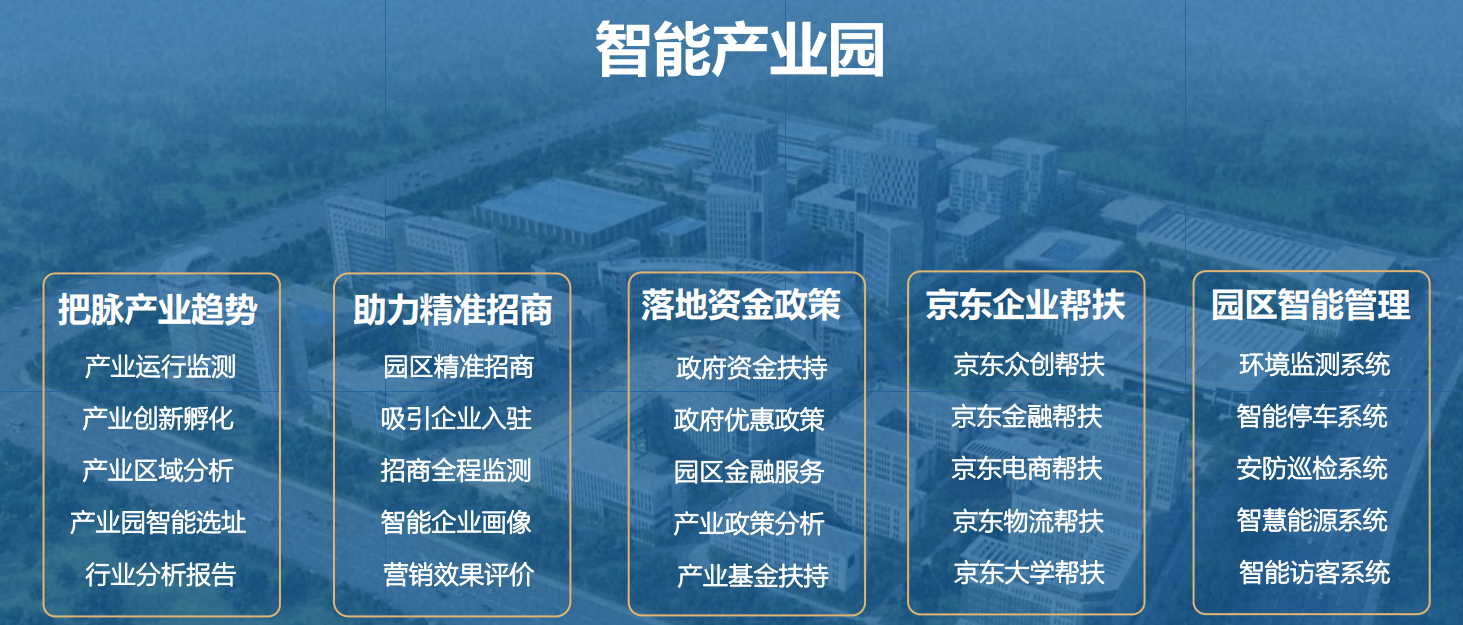 智能产业园
把脉产业趋势
产业运行监测
产业创新孵化
产业区域分析
产业园智能选址
行业分析报告
助力精准招商
园区精准招商
吸引企业入驻
招商全程监测
智能企业画像
营销效果评价
落地资金政策
政府资金扶持
政府优惠政策
园区金融服务
产业政策分析
产业基金扶持
京东企业帮扶
京东众创帮扶
京东金融帮扶
京东电商帮扶
京东物流帮扶
京东大学帮扶
园区智能管理
环境监测系统
智能停车系统
安防巡检系统
智慧能源系统
智能访客系统